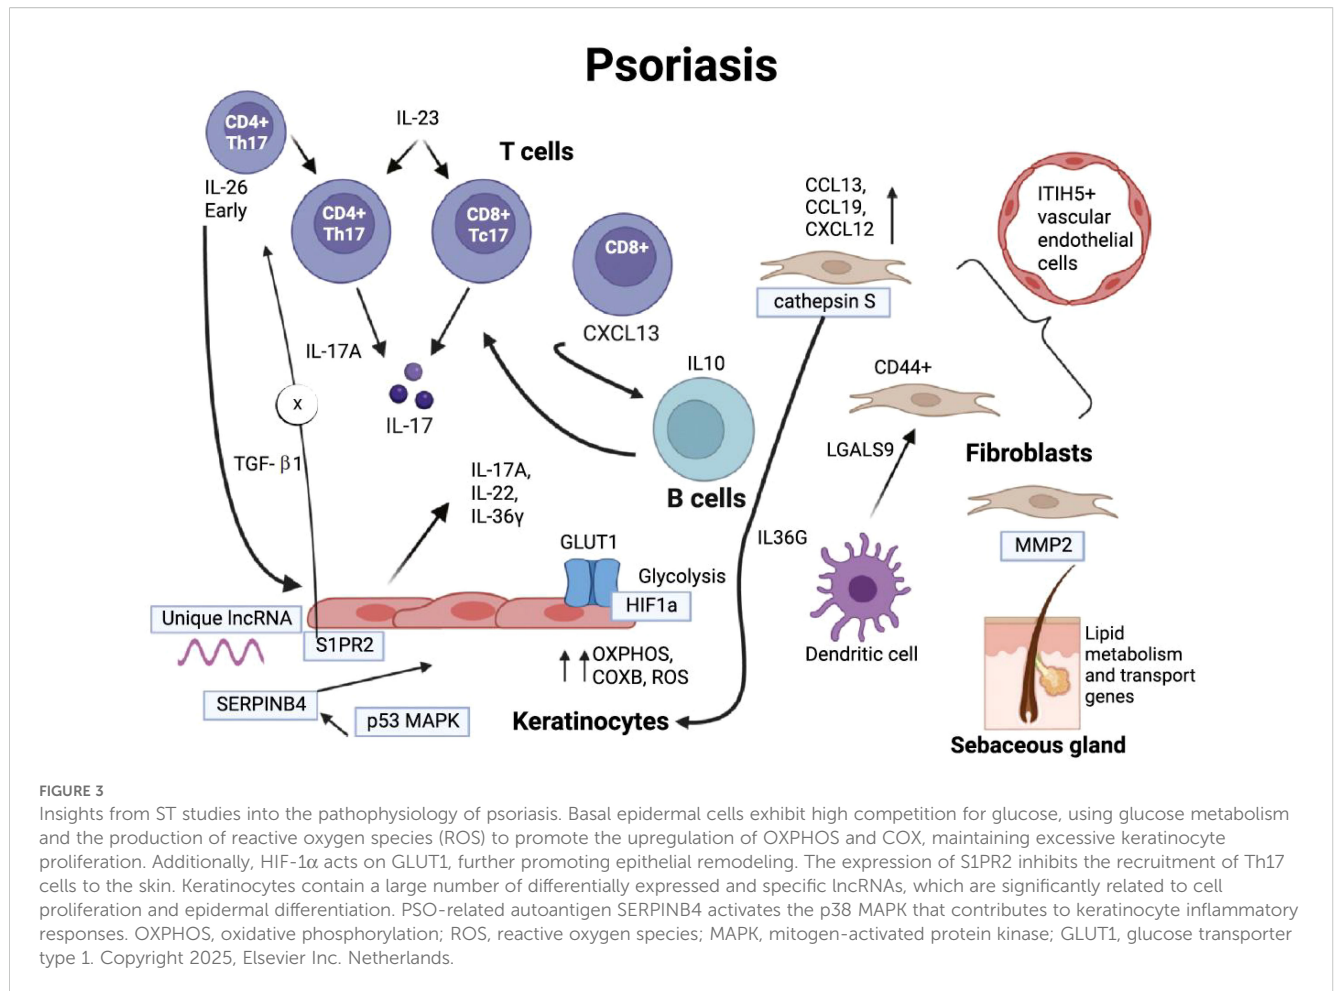 Psoriasis
CD4+
Th17
IL-26
Early
IL-23
T cells
CD4+
Th17
CD8+
Tc17
CD8+
CXCL13
IL-17A
IL-17
X
TGF- β1
IL10
B cells
IL-17A,
IL-22,
IL-36γ
CCL13,
CCL19,
CXCL12
cathepsin S
ITIH5+
vascular
endothelial
cells
CD44+
LGALS9
Fibroblasts
IL36G
Dendritic cell
MMP2
Lipid
metabolism
and transport
genes
Sebaceous gland
GLUT1
Glycolysis
HIF1a
Unique lncRNA
S1PR2
SERPINB4
p53 MAPK
OXPHOS,
COXB, ROS
Keratinocytes
FIGURE 3
Insights from ST studies into the pathophysiology of psoriasis. Basal epidermal cells exhibit high competition for glucose, using glucose metabolism
and the production of reactive oxygen species (ROS) to promote the upregulation of OXPHOS and COX, maintaining excessive keratinocyte
proliferation. Additionally, HIF-1α acts on GLUT1, further promoting epithelial remodeling. The expression of S1PR2 inhibits the recruitment of Th17
cells to the skin. Keratinocytes contain a large number of differentially expressed and specific lncRNAs, which are significantly related to cell
proliferation and epidermal differentiation. PSO-related autoantigen SERPINB4 activates the p38 MAPK that contributes to keratinocyte inflammatory
responses. OXPHOS, oxidative phosphorylation; ROS, reactive oxygen species; MAPK, mitogen-activated protein kinase; GLUT1, glucose transporter
type 1. Copyright 2025, Elsevier Inc. Netherlands.